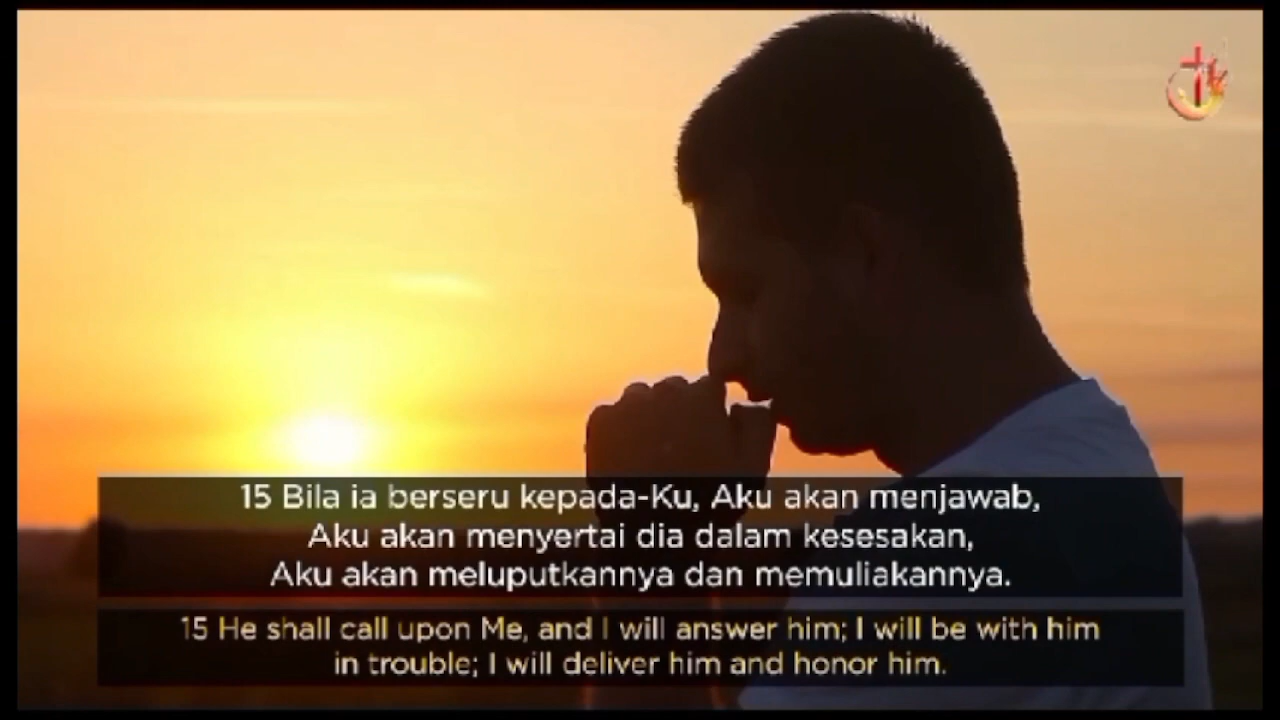 15 Bila ia berseru kepada-Ku, Aku akan menjawab,
Aku akan menyertai dia dalam kesesakan,
Aku akan meluputkannya dan memuliakannya.
15 He shall call upon Me, and I will answer him; I will be with him
in trouble; I will deliver him and honor him.